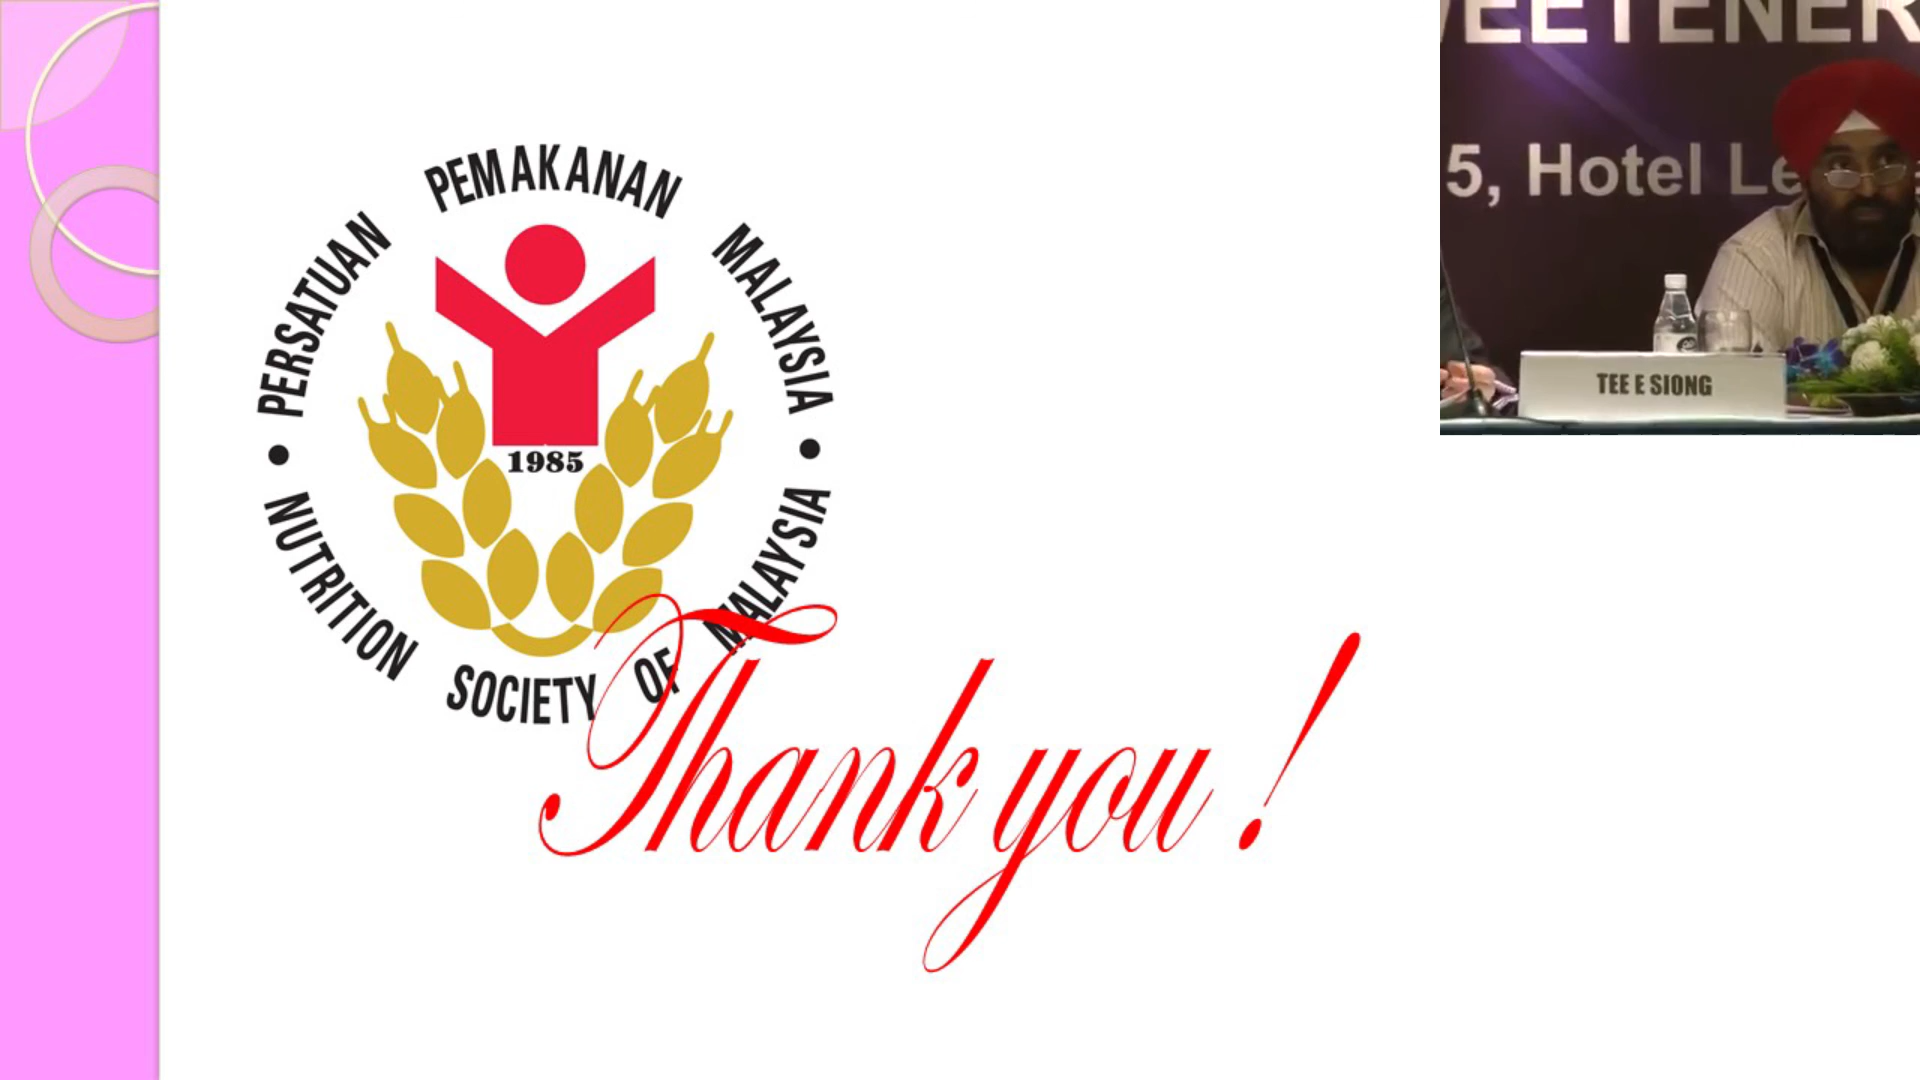 PERSATUAN PEMAKANAN MALAYSIA
1985
NUTRITION SOCIETY OF MALAYSIA
Thank you !
EETENER
5, Hotel Le
TEE E SIONG